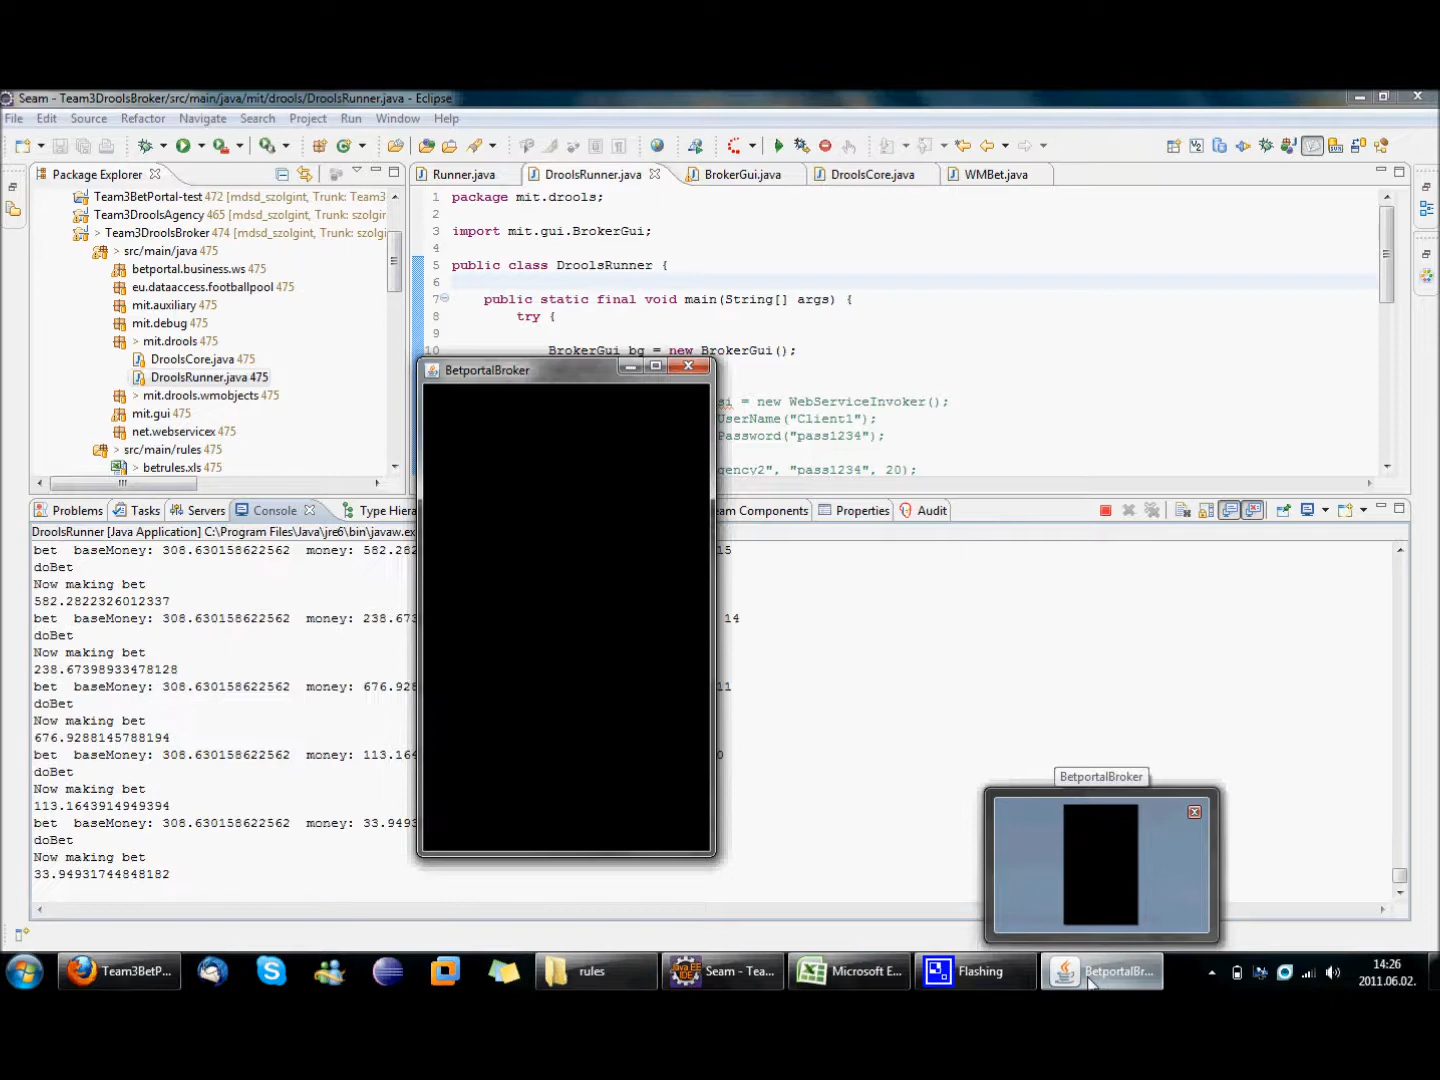 Seam - Team3DroolsBroker/src/main/java/mit/drools/DroolsRunner.java - Eclipse
File Edit Source Refactor Navigate Search Project Run Window Help
Package Explorer
Team3BetPortal-test 472 [mdsd_szolgint, Trunk: Team3
Team3DroolsAgency 465 [mdsd_szolgint, Trunk: szolgin
> Team3DroolsBroker 474 [mdsd_szolgint, Trunk: szolgi
> src/main/java 475
betportal.business.ws 475
eu.dataaccess.footballpool 475
mit.auxiliary 475
mit.debug 475
> mit.drools 475
DroolsCore.java 475
DroolsRunner.java 475
> mit.drools.wmobjects 475
mit.gui 475
net.webservicex 475
> src/main/rules 475
> betrules.xls 475
Runner.java DroolsRunner.java BrokerGui.java DroolsCore.java WMBet.java
1 package mit.drools;
2
3 import mit.gui.BrokerGui;
4
5 public class DroolsRunner {
6
7 public static final void main(String[] args) {
8 try {
9
10 BrokerGui bg = new BrokerGui();
si = new WebServiceInvoker();
UserName("Client1");
Password("pass1234");
gency2", "pass1234", 20);
BetportalBroker
Problems Tasks Servers Console Type Hiera
am Components Properties Audit
DroolsRunner [Java Application] C:\Program Files\Java\jre6\bin\javaw.ex
bet baseMoney: 308.630158622562 money: 582.282 15
doBet
Now making bet
582.2822326012337
bet baseMoney: 308.630158622562 money: 238.673 14
doBet
Now making bet
238.67398933478128
bet baseMoney: 308.630158622562 money: 676.928 11
doBet
Now making bet
676.9288145788194
bet baseMoney: 308.630158622562 money: 113.164 0
doBet
Now making bet
113.1643914949394
bet baseMoney: 308.630158622562 money: 33.9493
doBet
Now making bet
33.94931744848182
BetportalBroker
Team3BetP... rules Java EE IDE Seam - Tea... Microsoft E... Flashing BetportalBr...
14:26
2011.06.02.